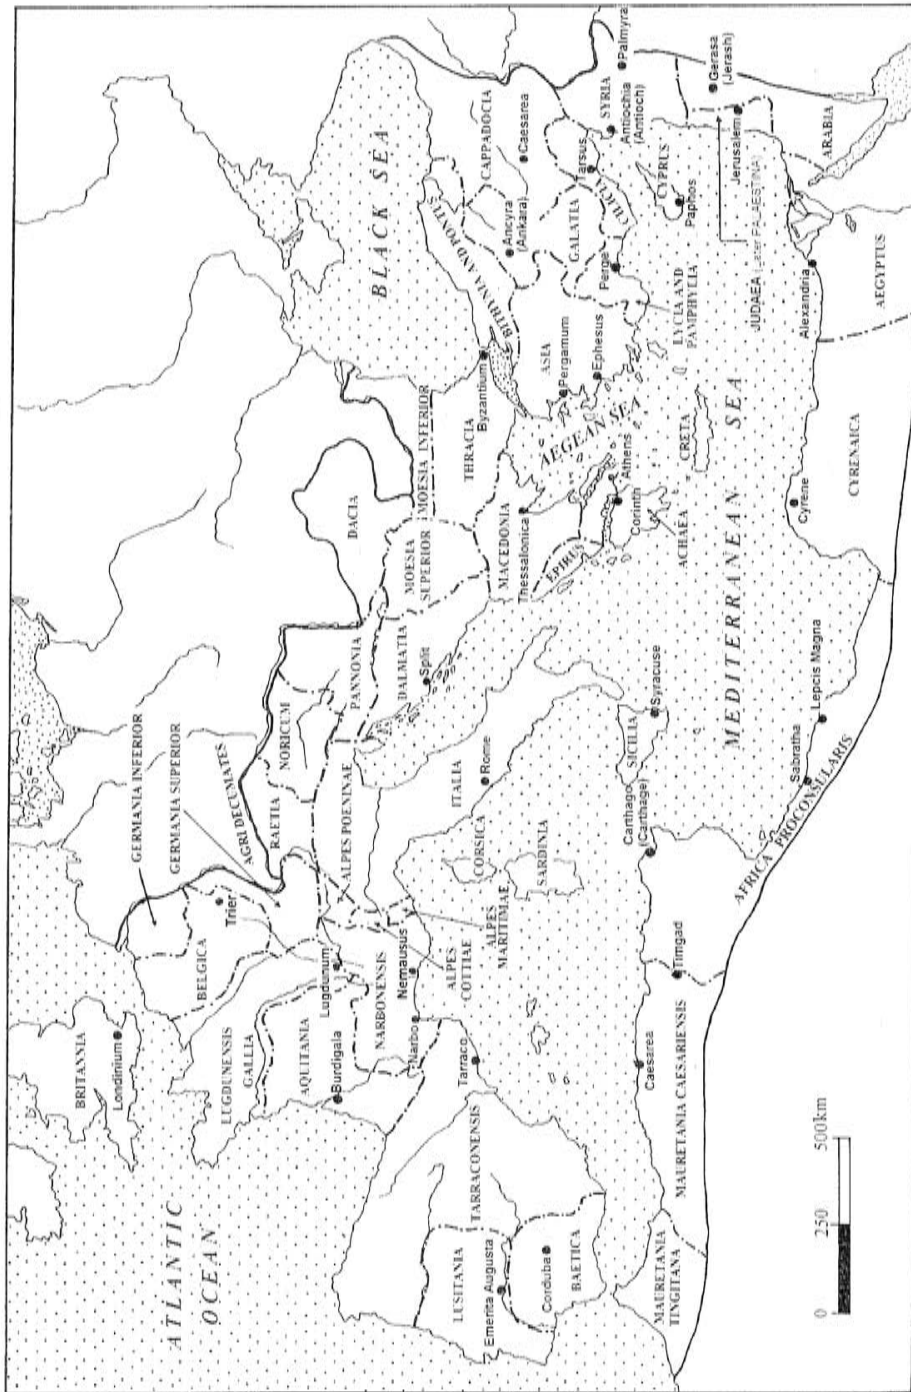 ATLANTIC
OCEAN
BRITANNIA
Londinium
GERMANIA INFERIOR
GERMANIA SUPERIOR
AGRI DECUMATES
BELGICA
Trier
LUGDUNENSIS
GALLIA
AQUITANIA
Burdigala
Lugdunum
NARBONENSIS
Narbo
Nemausus
ALPES
COTTIAE
ALPES
MARITIMAE
ALPES POENINAE
RAETIA
NORICUM
PANNONIA
DALMATIA
Split
DACIA
MOESIA
SUPERIOR
MOESIA INFERIOR
THRACIA
Byzantium
MACEDONIA
Thessalonica
EPIRUS
ACHAEA
Corinth
Athens
AEGEAN SEA
BLACK SEA
BITHYNIA AND PONTUS
ASIA
Pergamum
Ephesus
GALATIA
Ancyra
(Ankara)
CAPPADOCIA
Caesarea
LYCIA AND
PAMPHYLIA
Perge
CILICIA
Tarsus
SYRIA
Antiochia
(Antioch)
Palmyra
CYPRUS
Paphos
Gerasa
(Jerash)
Jerusalem
JUDAEA (Later PALAESTINA)
ARABIA
AEGYPTUS
Alexandria
CYRENAICA
Cyrene
CRETA
MEDITERRANEAN SEA
ITALIA
Rome
CORSICA
SARDINIA
SICILIA
Syracuse
Carthago
(Carthage)
AFRICA PROCONSULARIS
Sabratha
Lepcis Magna
Timgad
Caesarea
MAURETANIA CAESARIENSIS
MAURETANIA
TINGITANA
TARRACONENSIS
Tarraco
LUSITANIA
Emerita Augusta
Corduba
BAETICA
0 250 500km